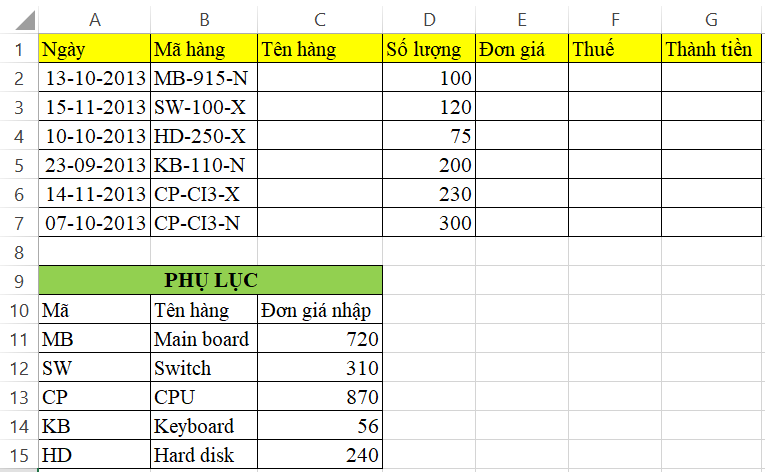 A B C D E F G
1 Ngày Mã hàng Tên hàng Số lượng Đơn giá Thuế Thành tiền
2 13-10-2013 MB-915-N 100
3 15-11-2013 SW-100-X 120
4 10-10-2013 HD-250-X 75
5 23-09-2013 KB-110-N 200
6 14-11-2013 CP-CI3-X 230
7 07-10-2013 CP-CI3-N 300
8
9 PHỤ LỤC
10 Mã Tên hàng Đơn giá nhập
11 MB Main board 720
12 SW Switch 310
13 CP CPU 870
14 KB Keyboard 56
15 HD Hard disk 240